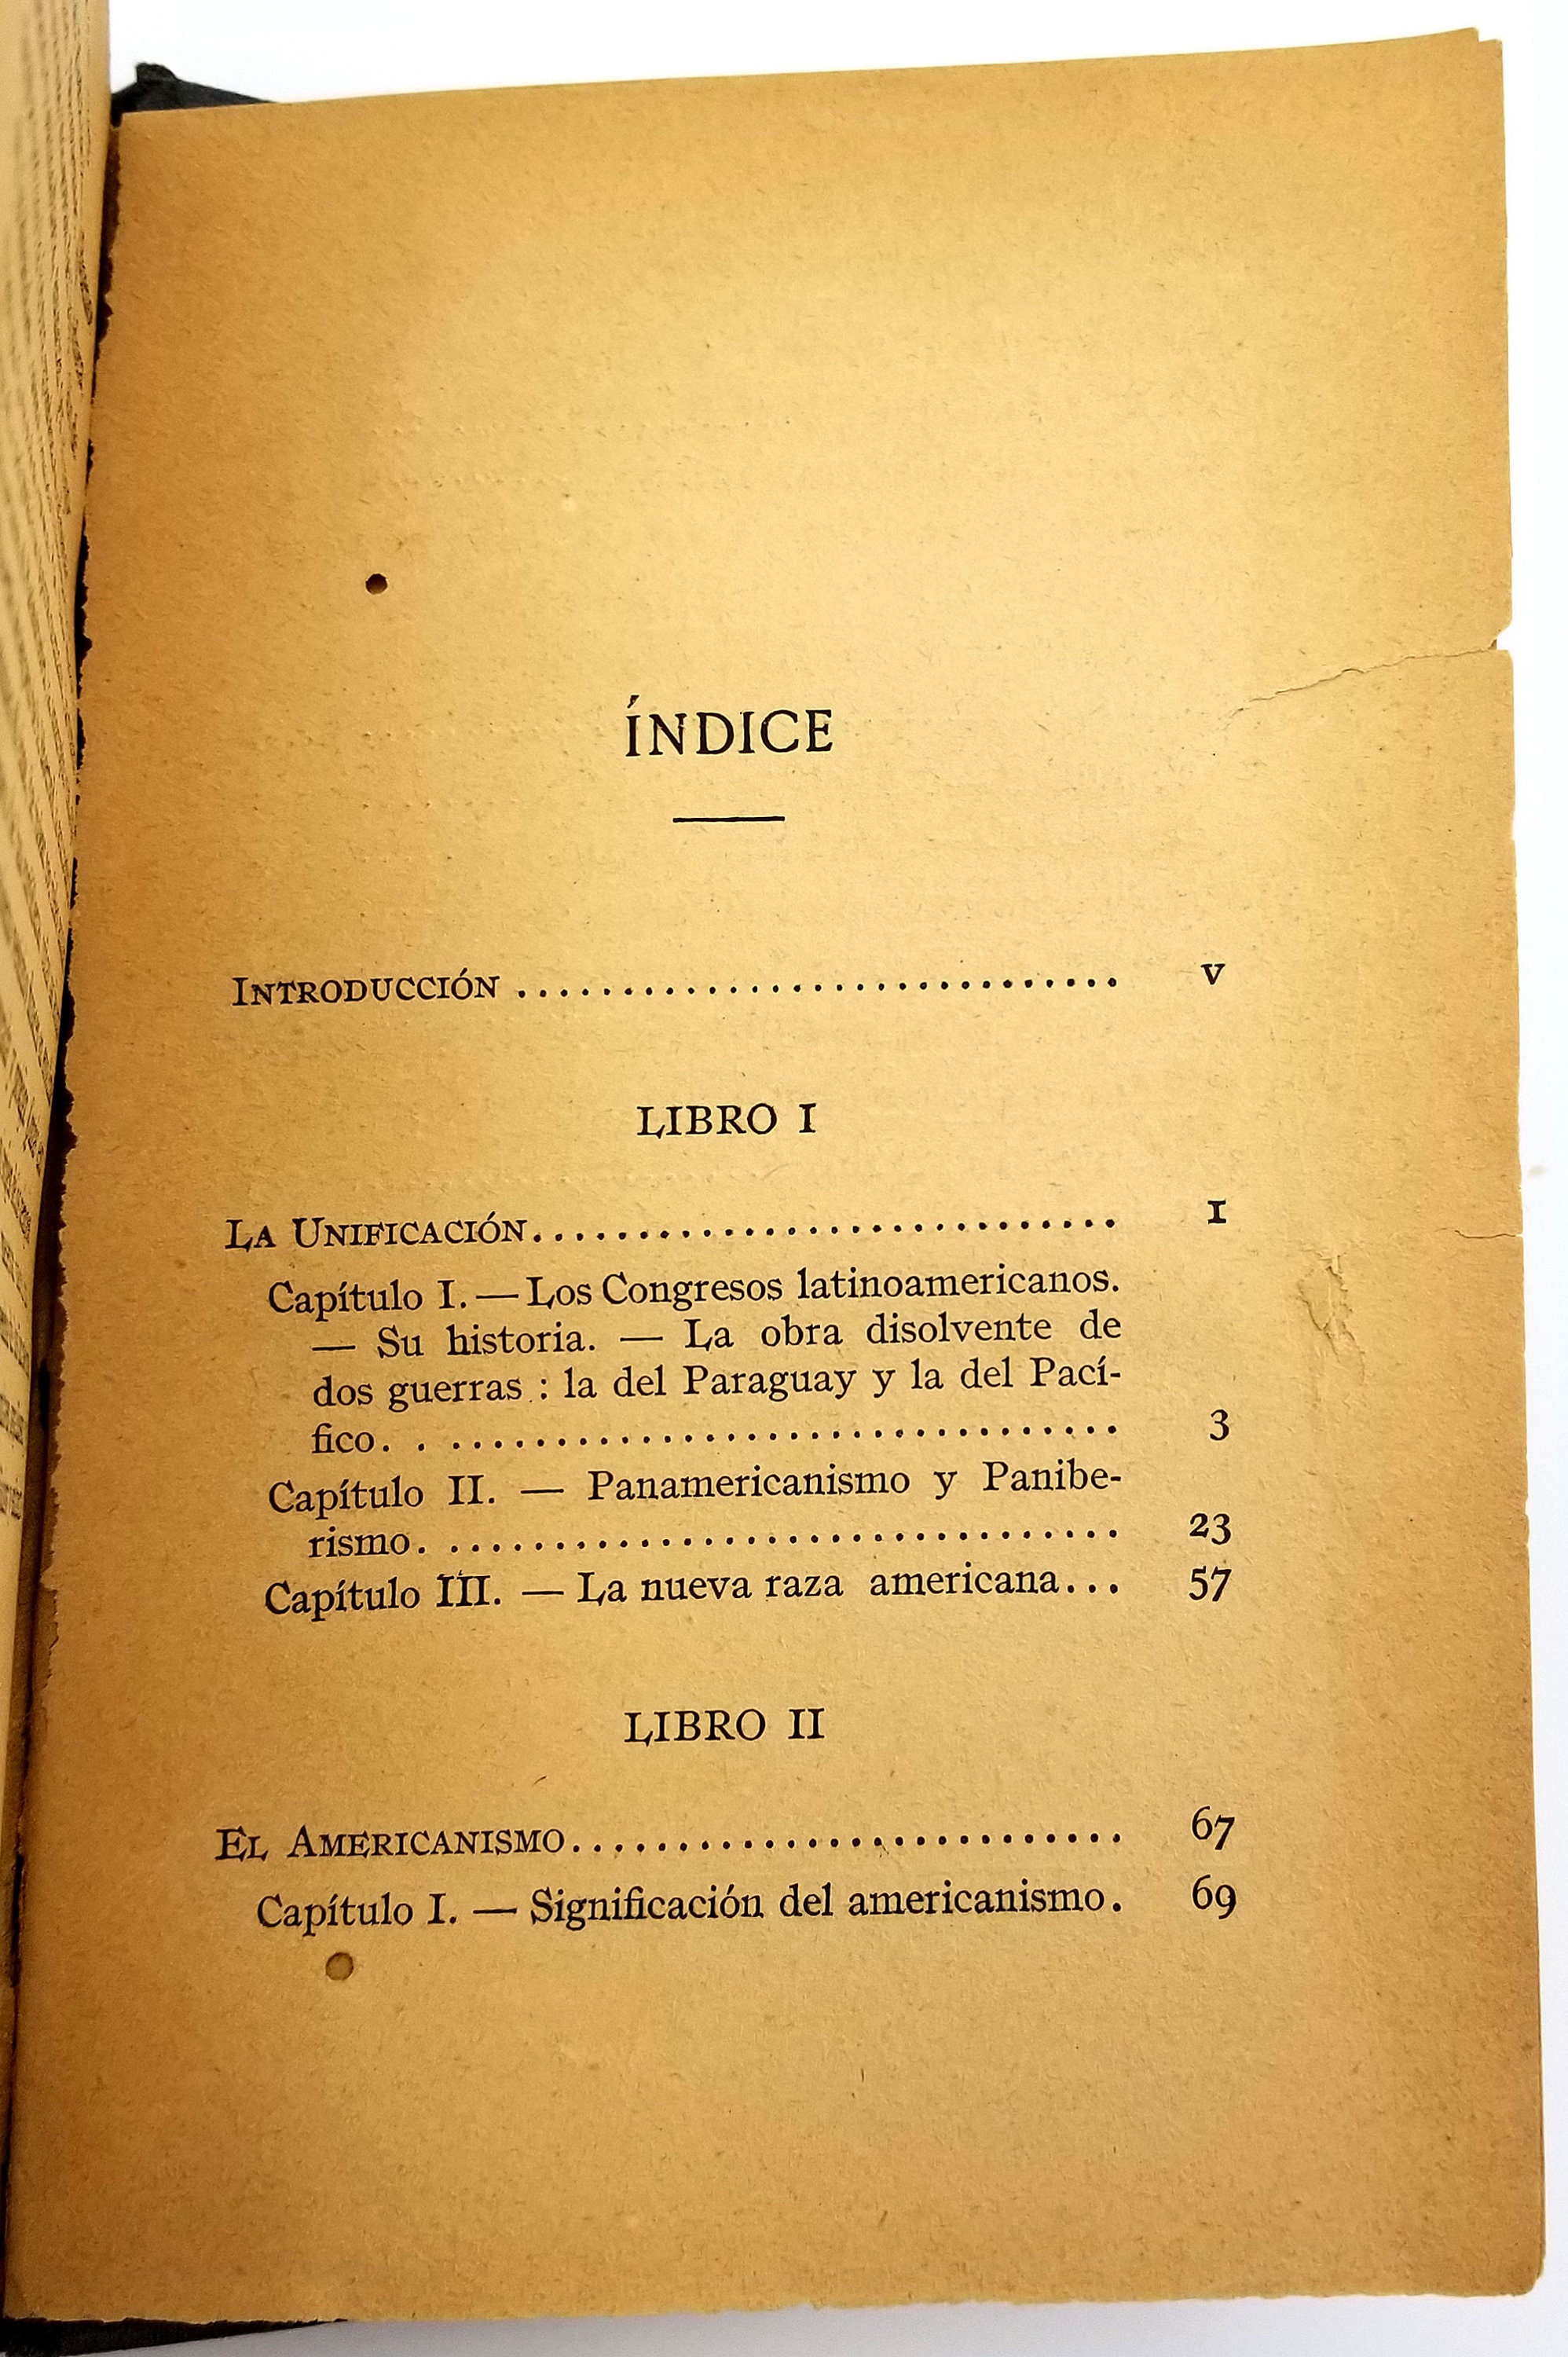 ÍNDICE
INTRODUCCIÓN .............................. V
LIBRO I
LA UNIFICACIÓN............................ I
Capítulo I. — Los Congresos latinoamericanos.
— Su historia. — La obra disolvente de
dos guerras : la del Paraguay y la del Pací-
fico. . ................................ 3
Capítulo II. — Panamericanismo y Panibe-
rismo. ................................ 23
Capítulo III. — La nueva raza americana... 57
LIBRO II
EL AMERICANISMO.......................... 67
Capítulo I. — Significación del americanismo. 69